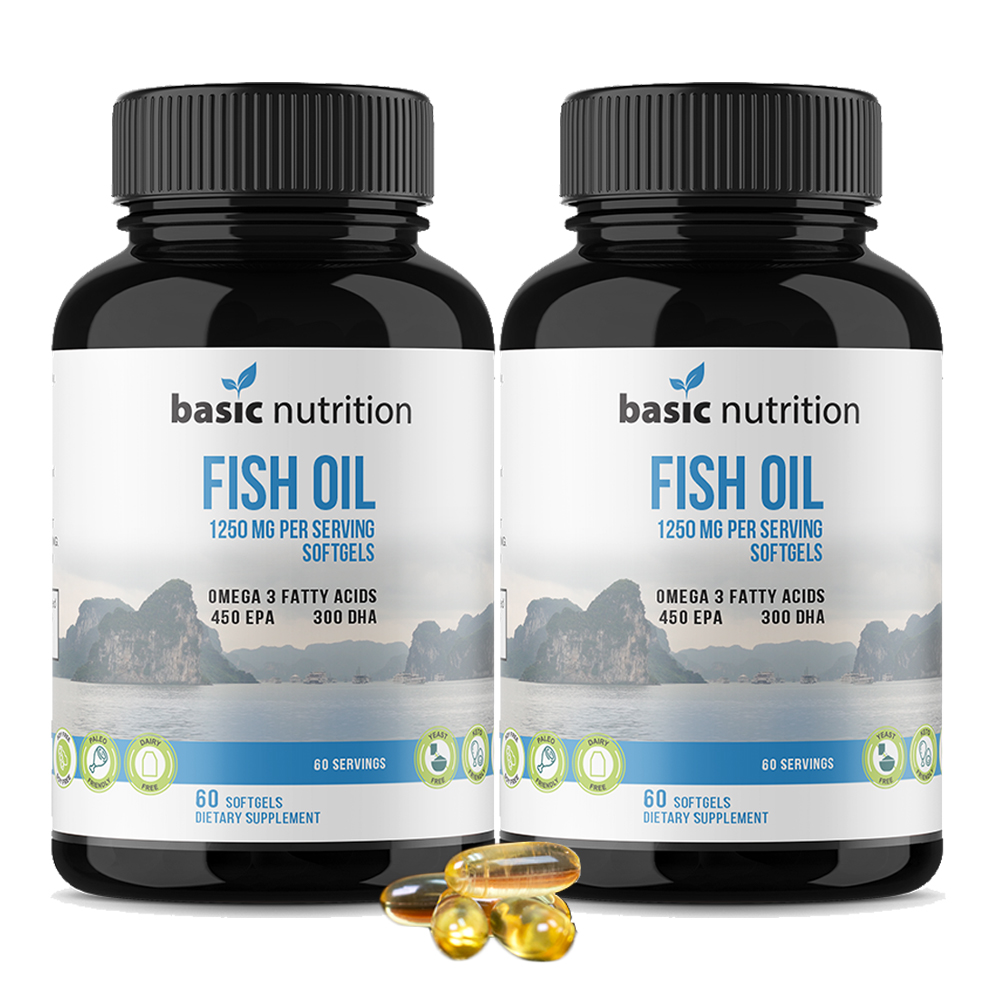 basic nutrition
FISH OIL
1250 MG PER SERVING
SOFTGELS
OMEGA 3 FATTY ACIDS
450 EPA 300 DHA
PALEO
FRIENDLY
DAIRY
FREE
60 SERVINGS
YEAST
FREE
KETO
60 SOFTGELS
DIETARY SUPPLEMENT
basic nutrition
FISH OIL
1250 MG PER SERVING
SOFTGELS
OMEGA 3 FATTY ACIDS
450 EPA 300 DHA
PALEO
FRIENDLY
DAIRY
FREE
60 SERVINGS
YEAST
FREE
KETO
60 SOFTGELS
DIETARY SUPPLEMENT